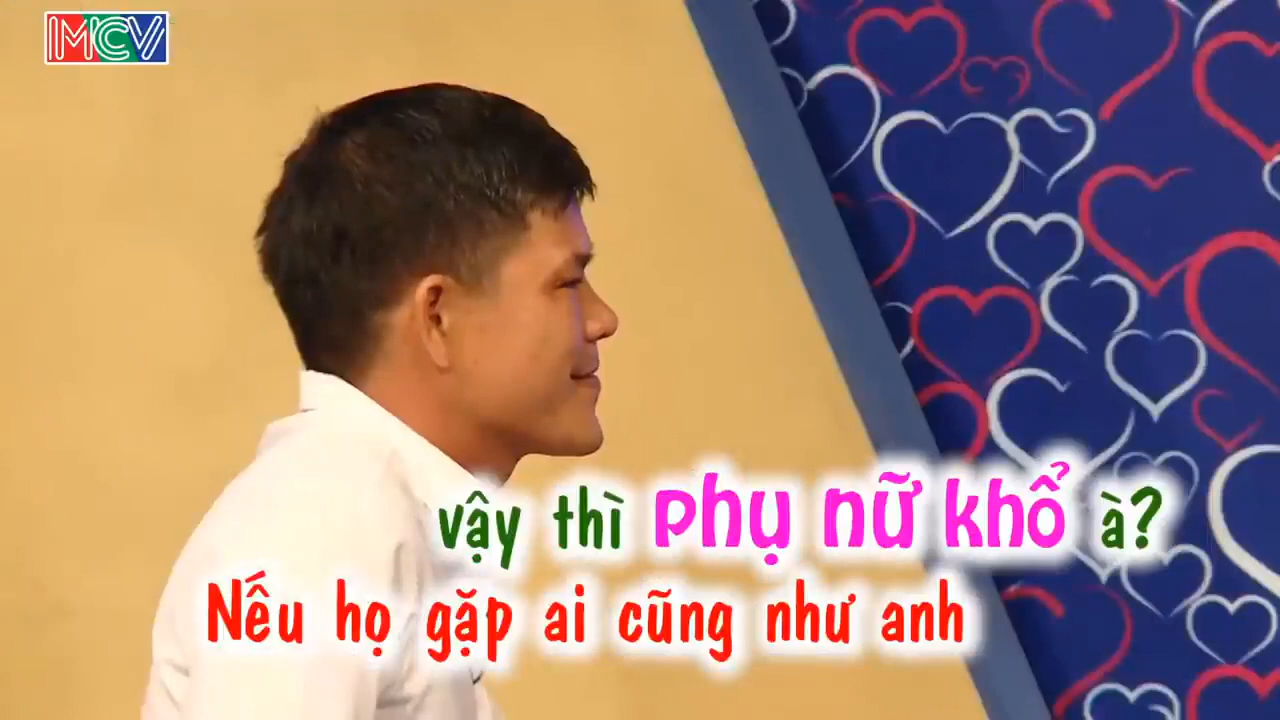 MCV
vậy thì phụ nữ khổ à?
Nếu họ gặp ai cũng như anh